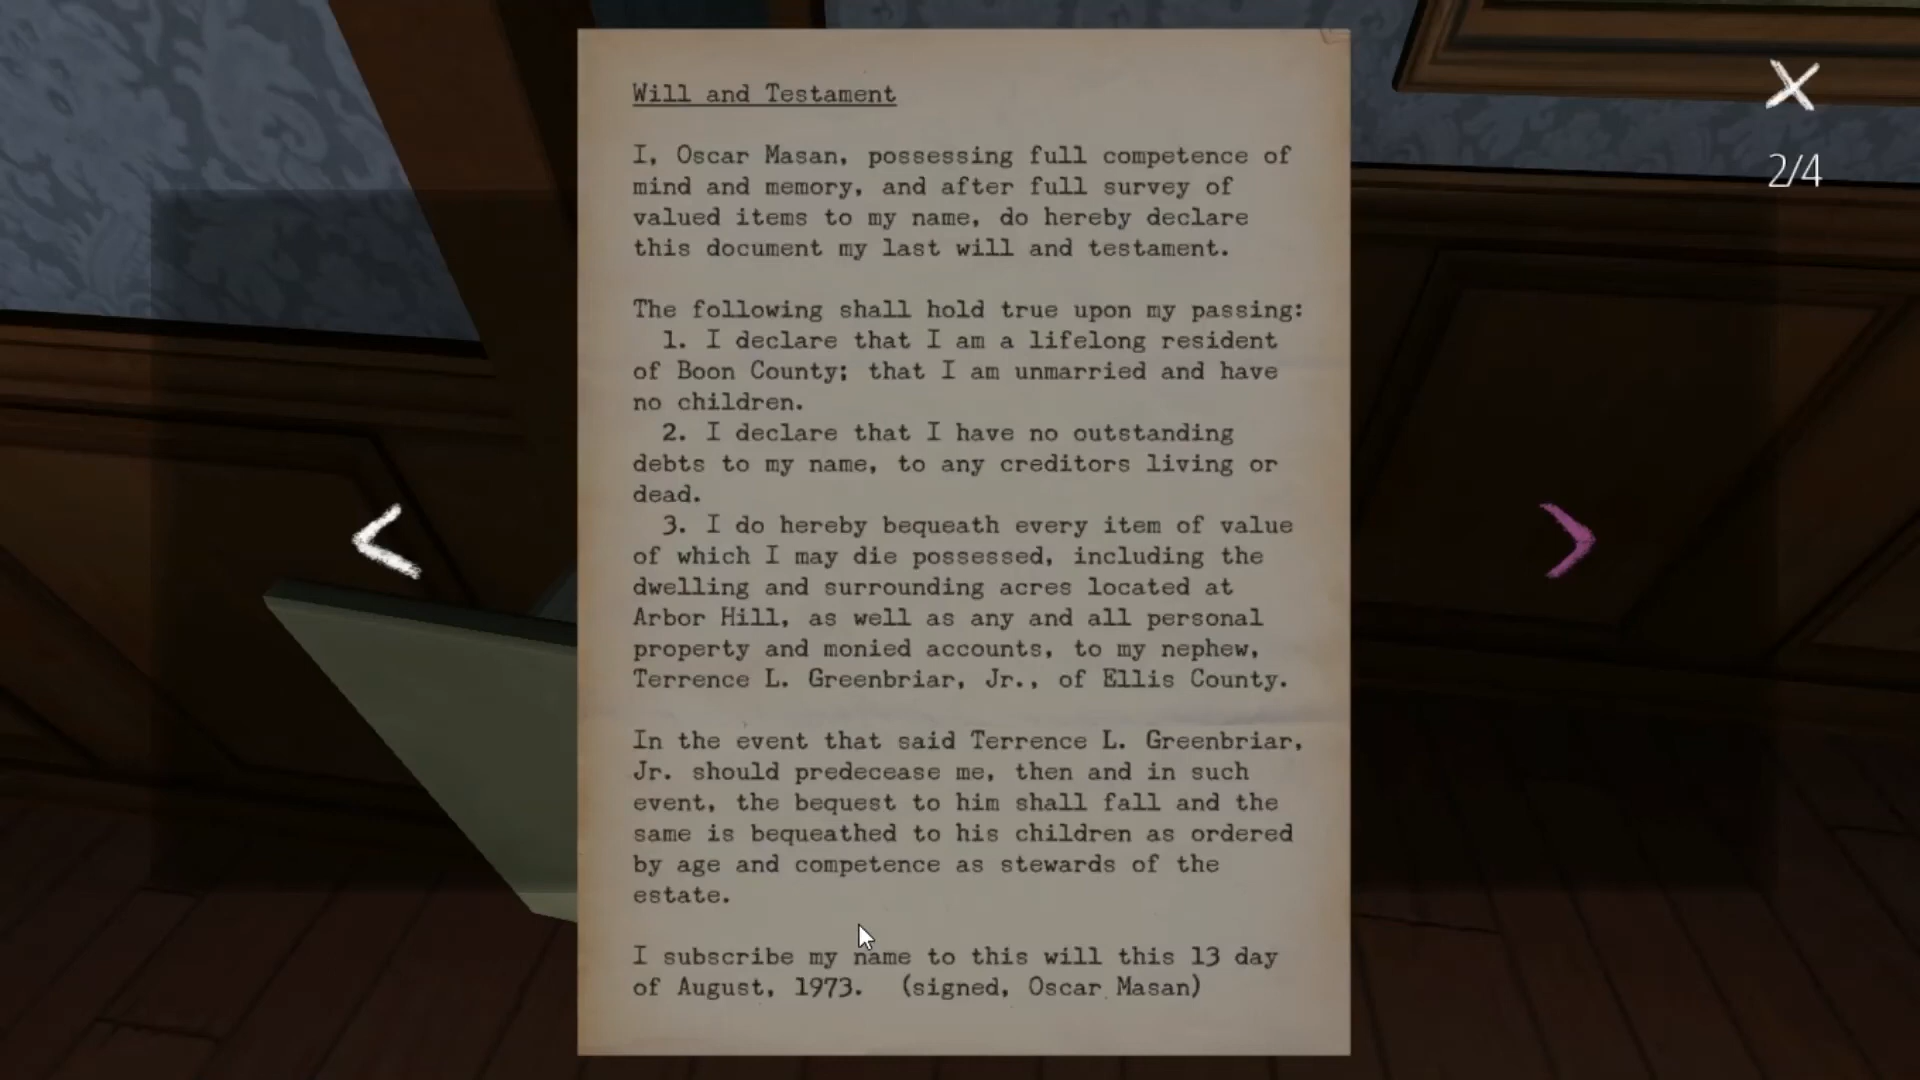 Will and Testament
I, Oscar Masan, possessing full competence of
mind and memory, and after full survey of
valued items to my name, do hereby declare
this document my last will and testament.
The following shall hold true upon my passing:
1. I declare that I am a lifelong resident
of Boon County; that I am unmarried and have
no children.
2. I declare that I have no outstanding
debts to my name, to any creditors living or
dead.
3. I do hereby bequeath every item of value
of which I may die possessed, including the
dwelling and surrounding acres located at
Arbor Hill, as well as any and all personal
property and monied accounts, to my nephew,
Terrence L. Greenbriar, Jr., of Ellis County.
In the event that said Terrence L. Greenbriar,
Jr. should predecease me, then and in such
event, the bequest to him shall fall and the
same is bequeathed to his children as ordered
by age and competence as stewards of the
estate.
I subscribe my name to this will this 13 day
of August, 1973. (signed, Oscar Masan)
2/4